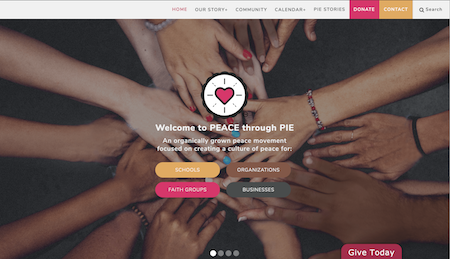 HOME OUR STORY+ COMMUNITY CALENDAR+ PIE STORIES DONATE CONTACT Search
Welcome to PEACE through PIE
An organically grown peace movement
focused on creating a culture of peace for:
SCHOOLS ORGANIZATIONS
FAITH GROUPS BUSINESSES
Give Today